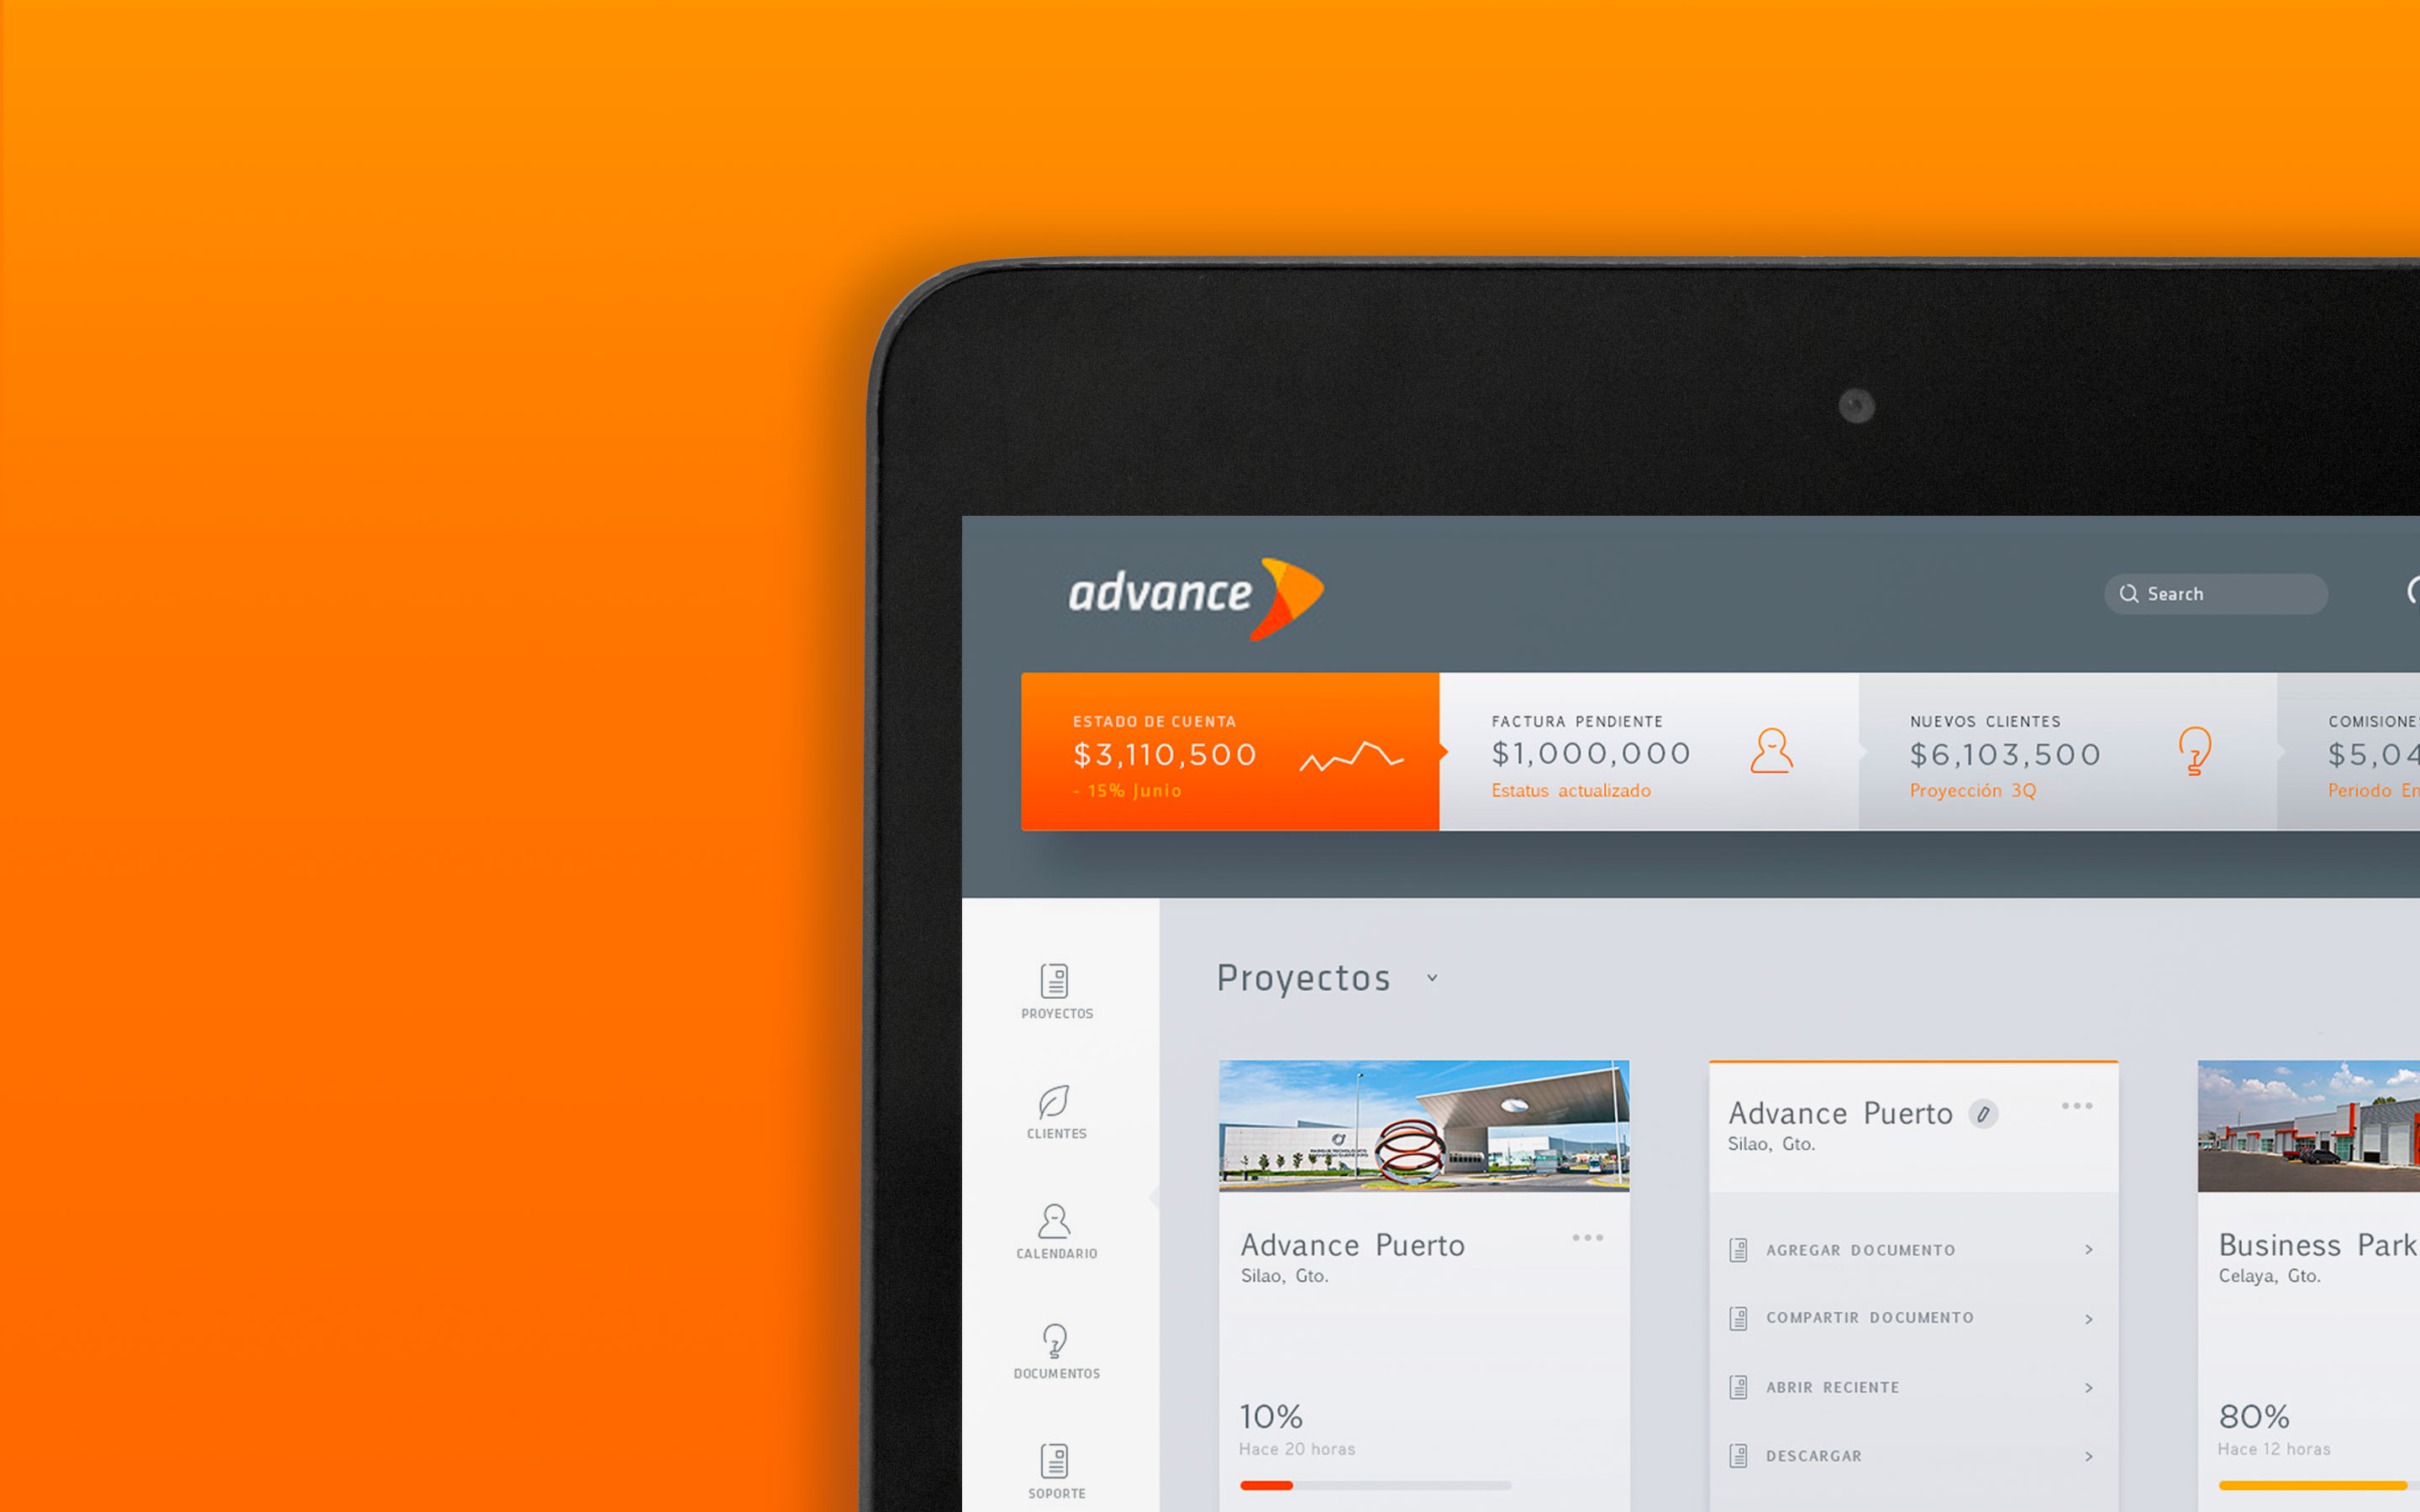 advance
Search
ESTADO DE CUENTA
$3,110,500
- 15% Junio
FACTURA PENDIENTE
$1,000,000
Estatus actualizado
NUEVOS CLIENTES
$6,103,500
Proyección 3Q
COMISIONE
$5,04
Periodo En
PROYECTOS
CLIENTES
CALENDARIO
DOCUMENTOS
SOPORTE
Proyectos
Advance Puerto
Silao, Gto.
10%
Hace 20 horas
Advance Puerto
Silao, Gto.
AGREGAR DOCUMENTO
COMPARTIR DOCUMENTO
ABRIR RECIENTE
DESCARGAR
Business Park
Celaya, Gto.
80%
Hace 12 horas